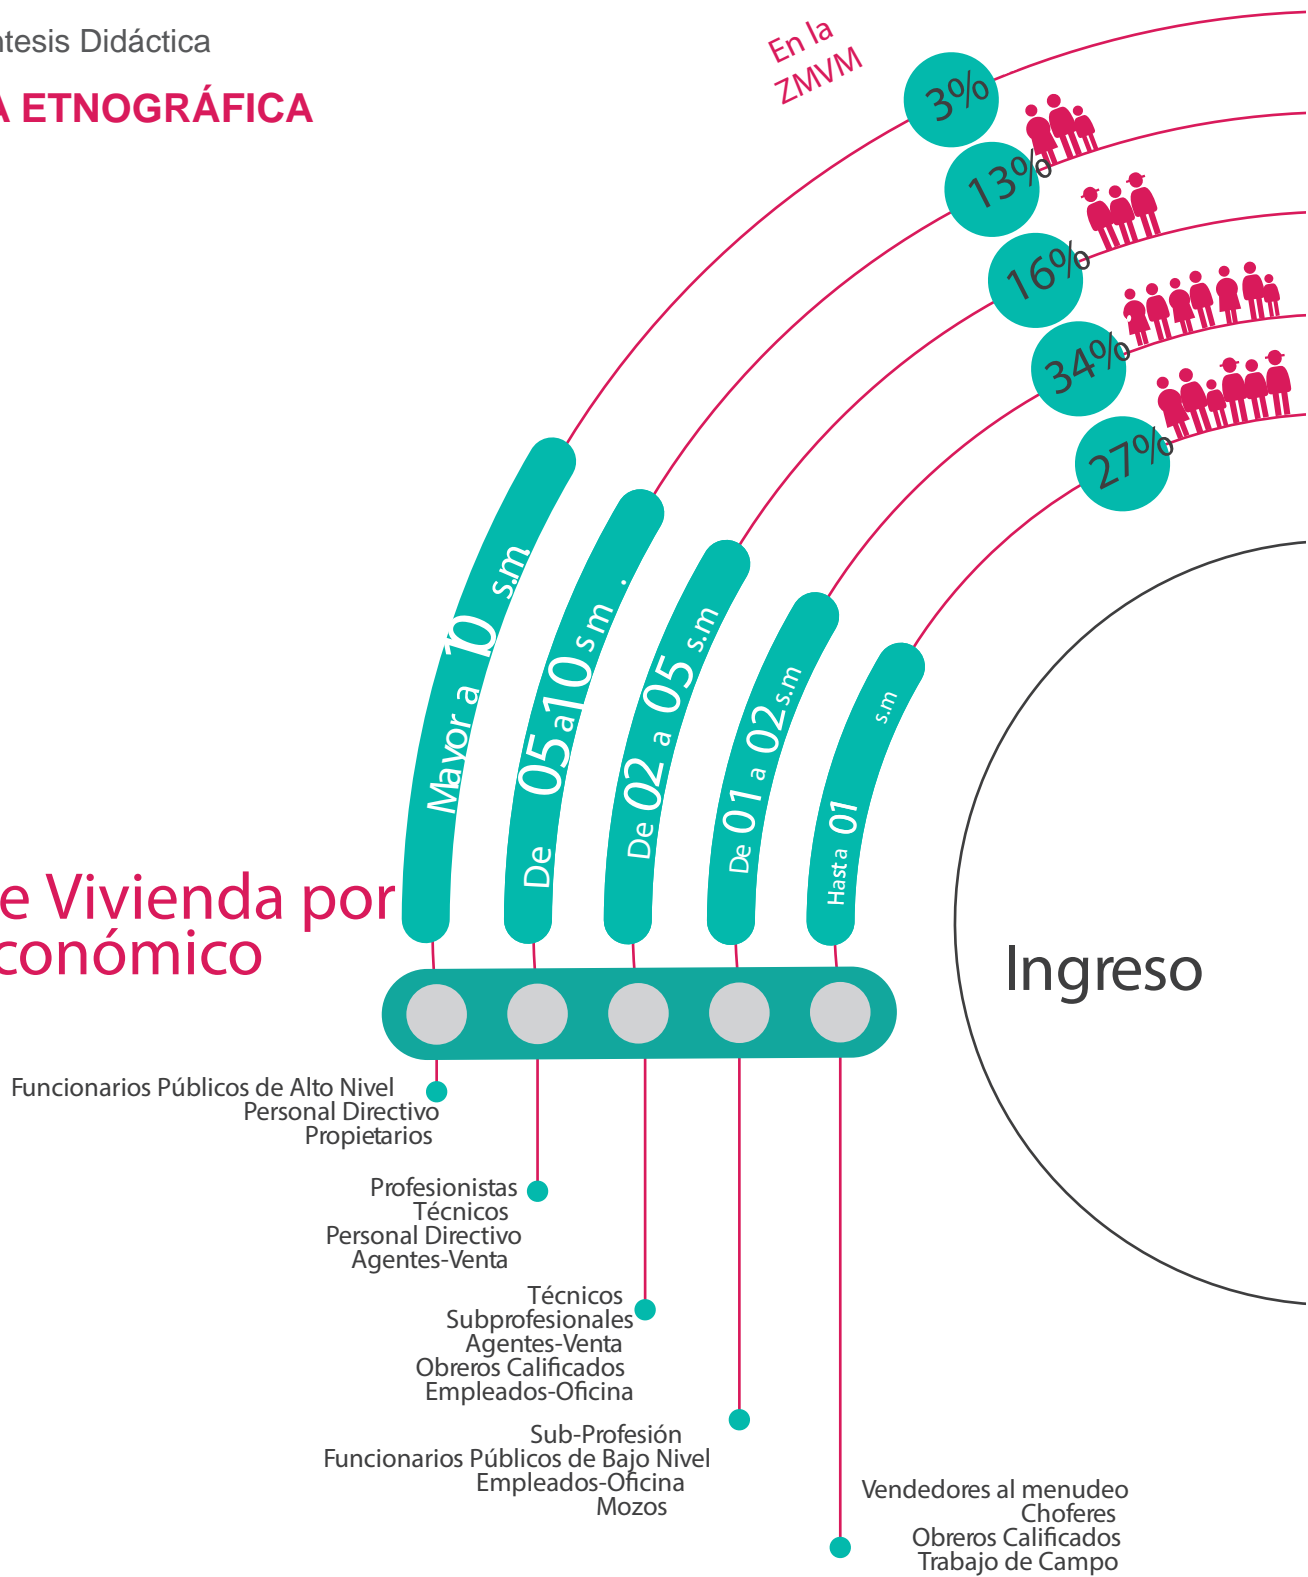 ntesis Didáctica
A ETNOGRÁFICA
En la
ZMVM
3%
13%
16%
34%
27%
Mayor a 10 s.m
De 05 a 10 s m .
De 02 a 05 s.m
De 01 a 02 s.m
Hasta 01 s.m
e Vivienda por
conómico
Ingreso
Funcionarios Públicos de Alto Nivel
Personal Directivo
Propietarios
Profesionistas
Técnicos
Personal Directivo
Agentes-Venta
Técnicos
Subprofesionales
Agentes-Venta
Obreros Calificados
Empleados-Oficina
Sub-Profesión
Funcionarios Públicos de Bajo Nivel
Empleados-Oficina
Mozos
Vendedores al menudeo
Choferes
Obreros Calificados
Trabajo de Campo